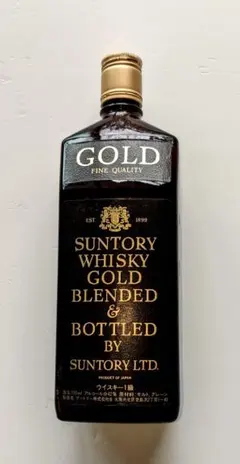 GOLD
FINE QUALITY
EST. 1899
SUNTORY
WHISKY
GOLD
BLENDED
&
BOTTLED
BY
SUNTORY LTD.
PRODUCT OF JAPAN
ウイスキー1級